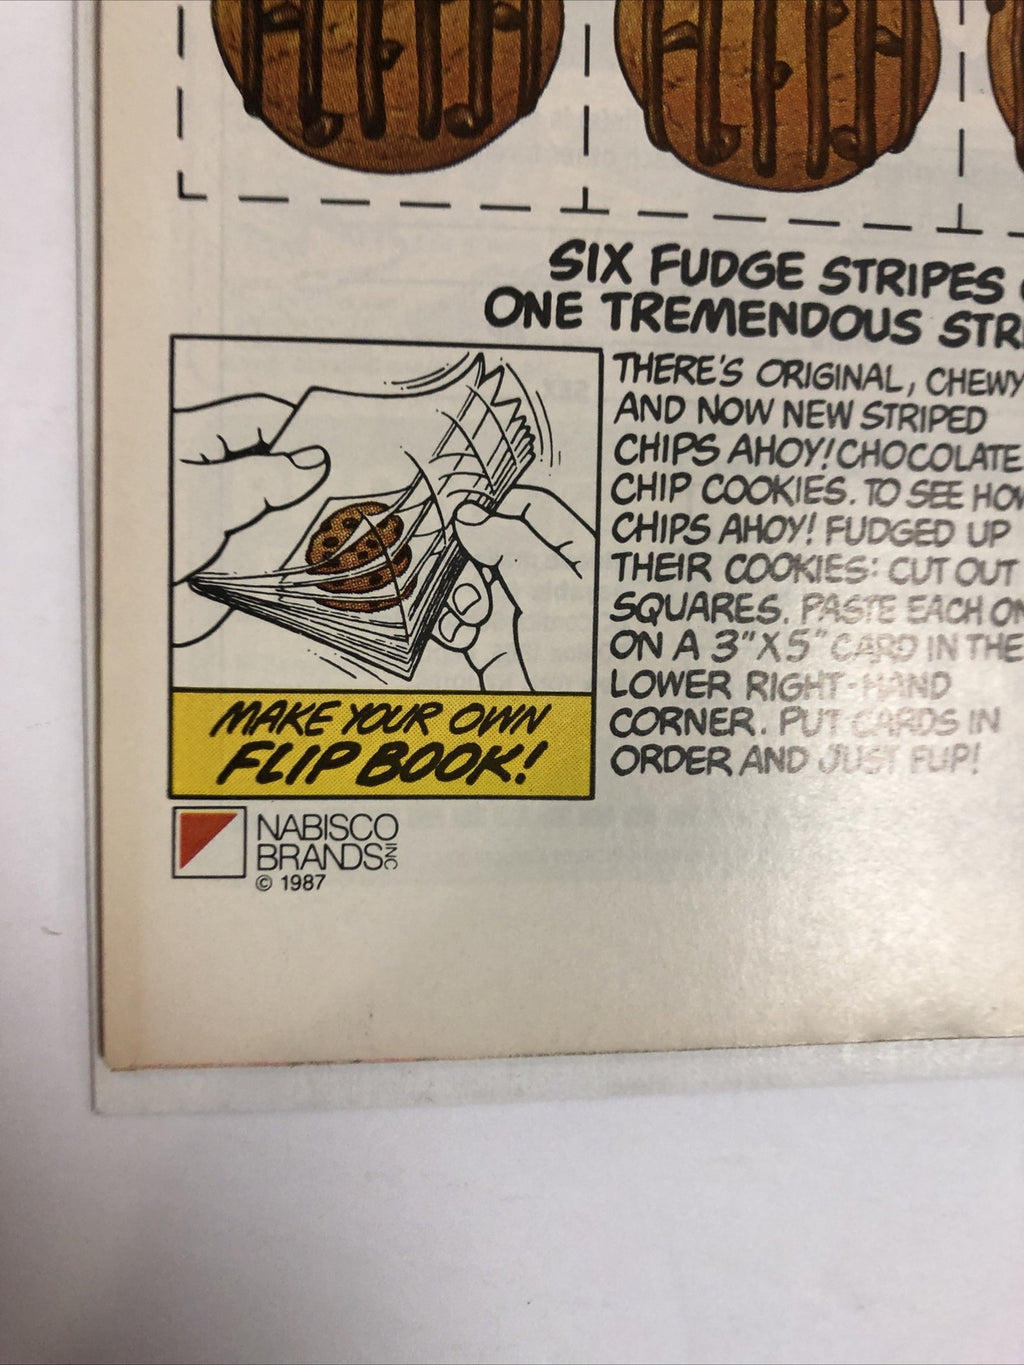 SIX FUDGE STRIPES
ONE TREMENDOUS
THERE'S ORIGINAL, CHEWY
AND NOW NEW STRIPED
CHIPS AHOY! CHOCOLATE
CHIP COOKIES. TO SEE HOW
CHIPS AHOY! FUDGED UP
THEIR COOKIES: CUT OUT
SQUARES. PASTE EACH
ON A 3"X5" CARD IN THE
LOWER RIGHT-HAND
CORNER. PUT CARDS IN
ORDER AND JUST FLIP!
MAKE YOUR OWN
FLIP BOOK!
NABISCO
BRANDS INC
© 1987